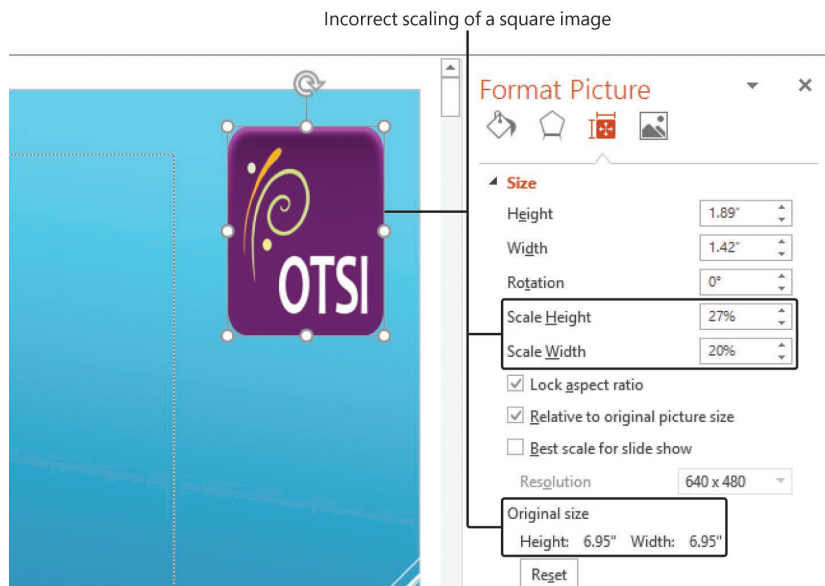 Incorrect scaling of a square image
Format Picture
Size
Height 1.89"
Width 1.42"
Rotation 0°
Scale Height 27%
Scale Width 20%
Lock aspect ratio
Relative to original picture size
Best scale for slide show
Resolution 640 x 480
Original size
Height: 6.95" Width: 6.95"
Reset
OTSI